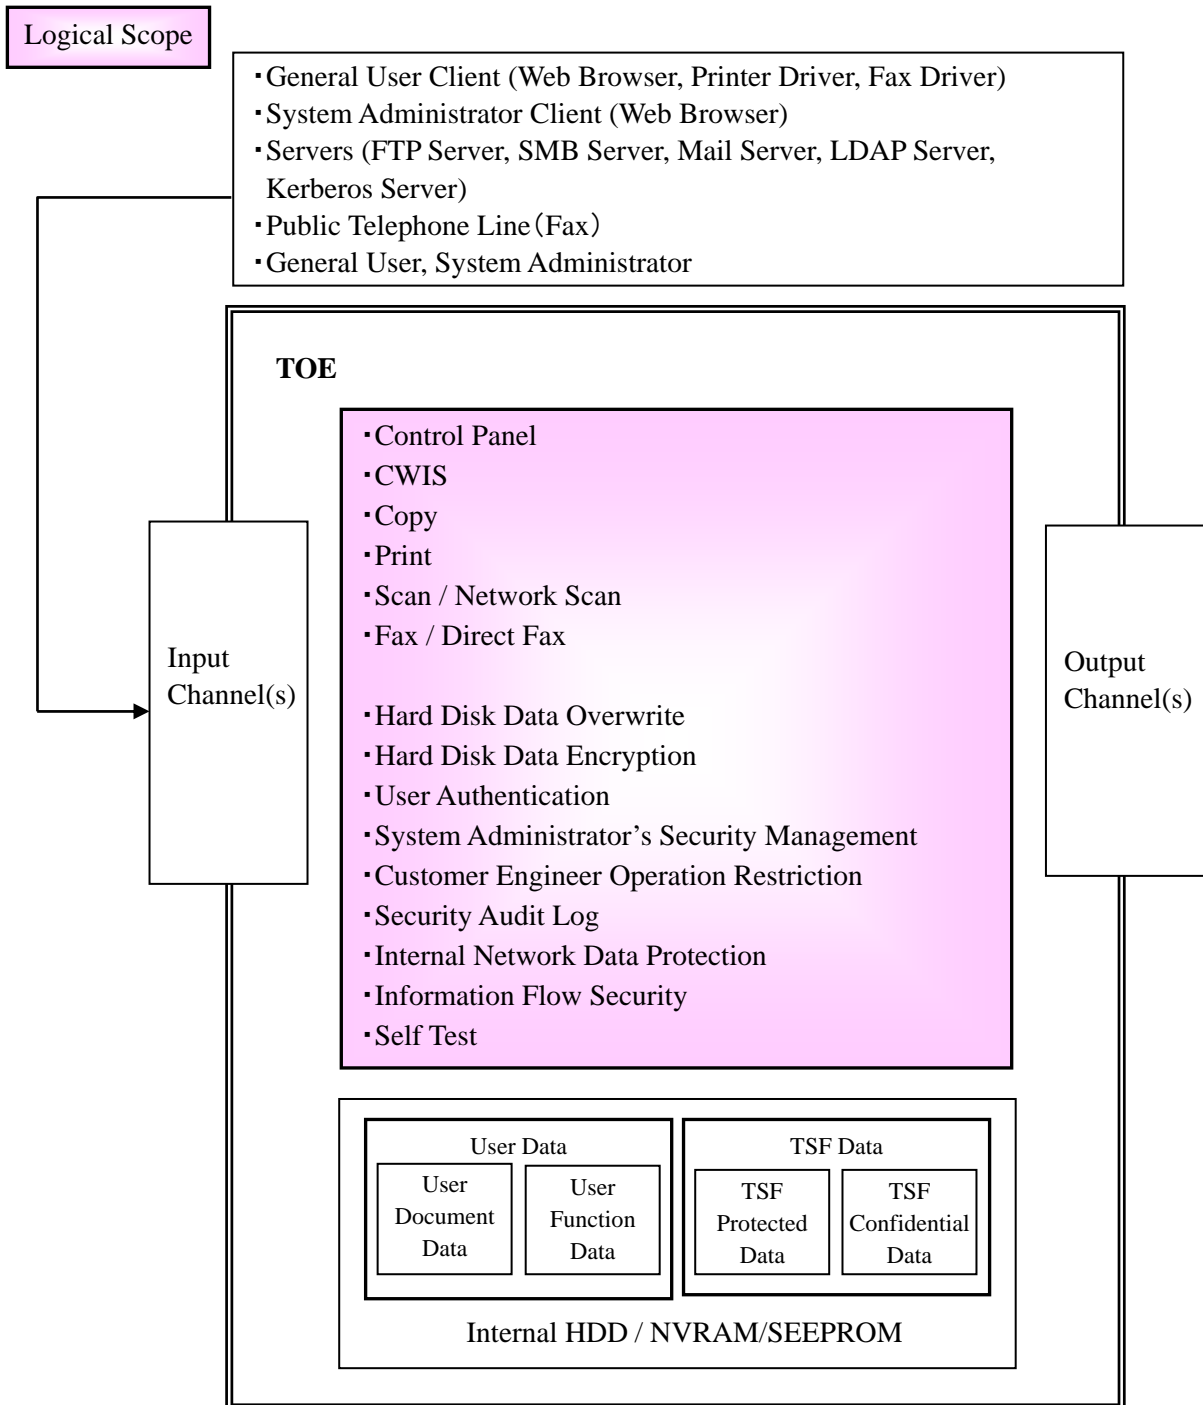 Logical Scope
・General User Client (Web Browser, Printer Driver, Fax Driver)
・System Administrator Client (Web Browser)
・Servers (FTP Server, SMB Server, Mail Server, LDAP Server,
Kerberos Server)
・Public Telephone Line（Fax）
・General User, System Administrator
TOE
・Control Panel
・CWIS
・Copy
・Print
・Scan / Network Scan
・Fax / Direct Fax
・Hard Disk Data Overwrite
・Hard Disk Data Encryption
・User Authentication
・System Administrator’s Security Management
・Customer Engineer Operation Restriction
・Security Audit Log
・Internal Network Data Protection
・Information Flow Security
・Self Test
Input
Channel(s)
Output
Channel(s)
User Data
User
Document
Data
User
Function
Data
TSF Data
TSF
Protected
Data
TSF
Confidential
Data
Internal HDD / NVRAM/SEEPROM